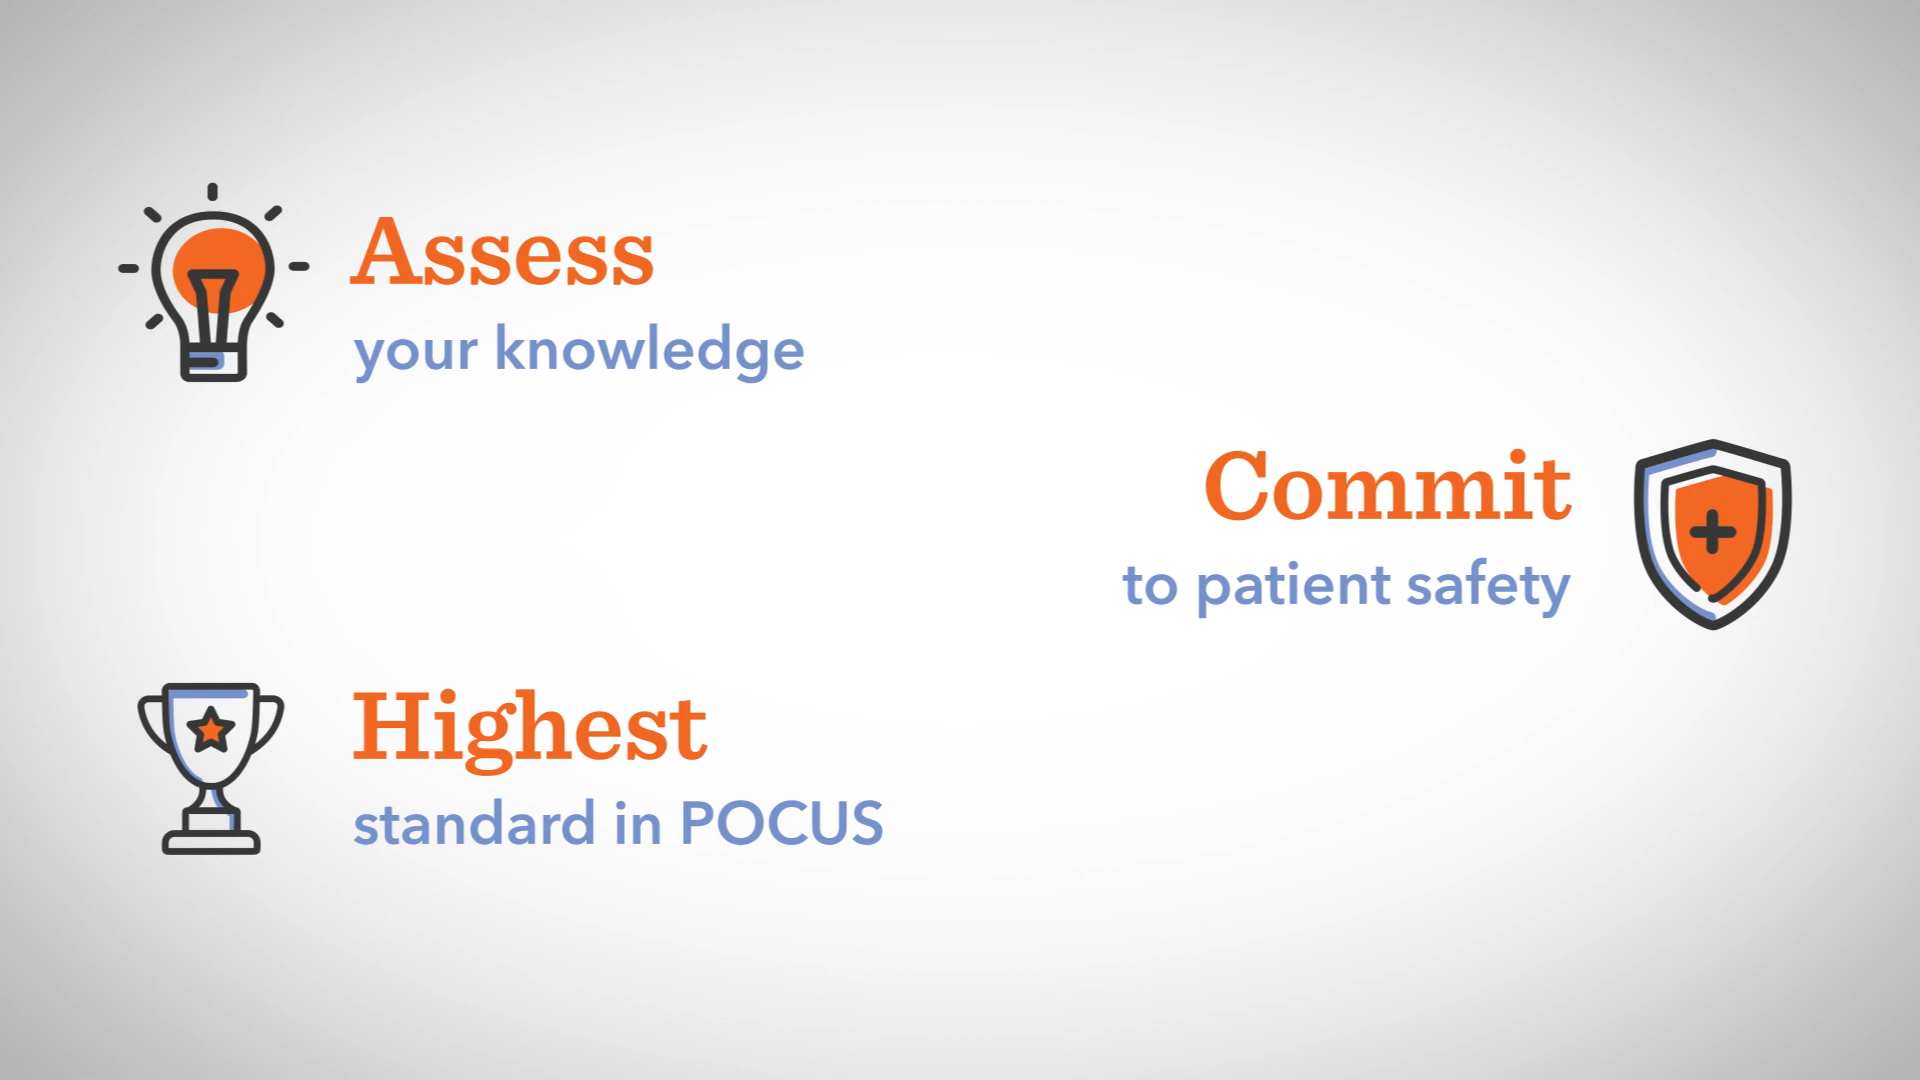 Assess
your knowledge
Commit
to patient safety
Highest
standard in POCUS